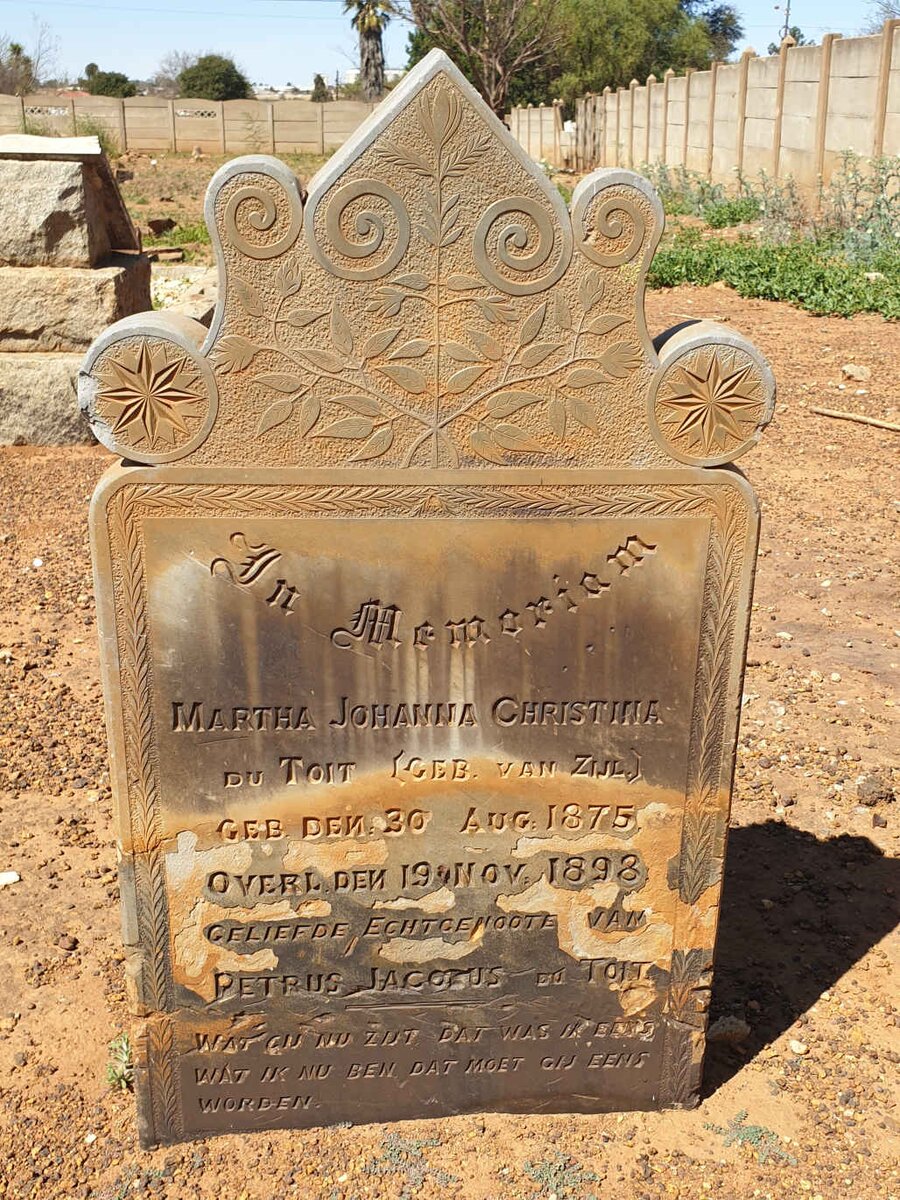 In Memoriam
MARTHA JOHANNA CHRISTINA
DU TOIT (GEB. VAN ZIJL.)
GEB. DEN. 30 AUG. 1875.
OVERL. DEN 19 NOV. 1898.
GELIEFDE ECHTGENOOTE VAN
PETRUS JACOBUS DU TOIT
WAT GIJ NU ZIJT DAT WAS IK EENS,
WAT IK NU BEN, DAT MOET GIJ EENS
WORDEN.